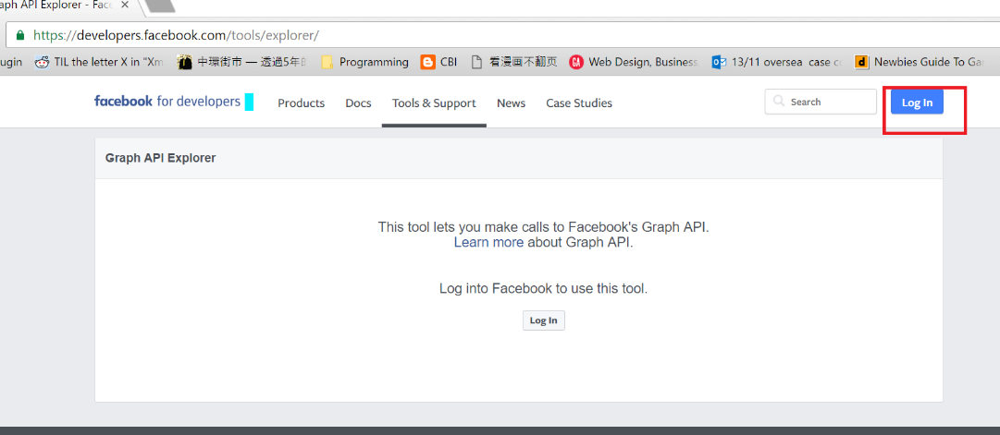 aph API Explorer - Fac
https://developers.facebook.com/tools/explorer/
ugin TIL the letter X in "Xm 中環街市 — 透過5年 Programming CBI 看漫画不翻页 Web Design, Business 13/11 oversea case c Newbies Guide To Ga
facebook for developers Products Docs Tools & Support News Case Studies Search Log In
Graph API Explorer
This tool lets you make calls to Facebook's Graph API.
Learn more about Graph API.
Log into Facebook to use this tool.
Log In